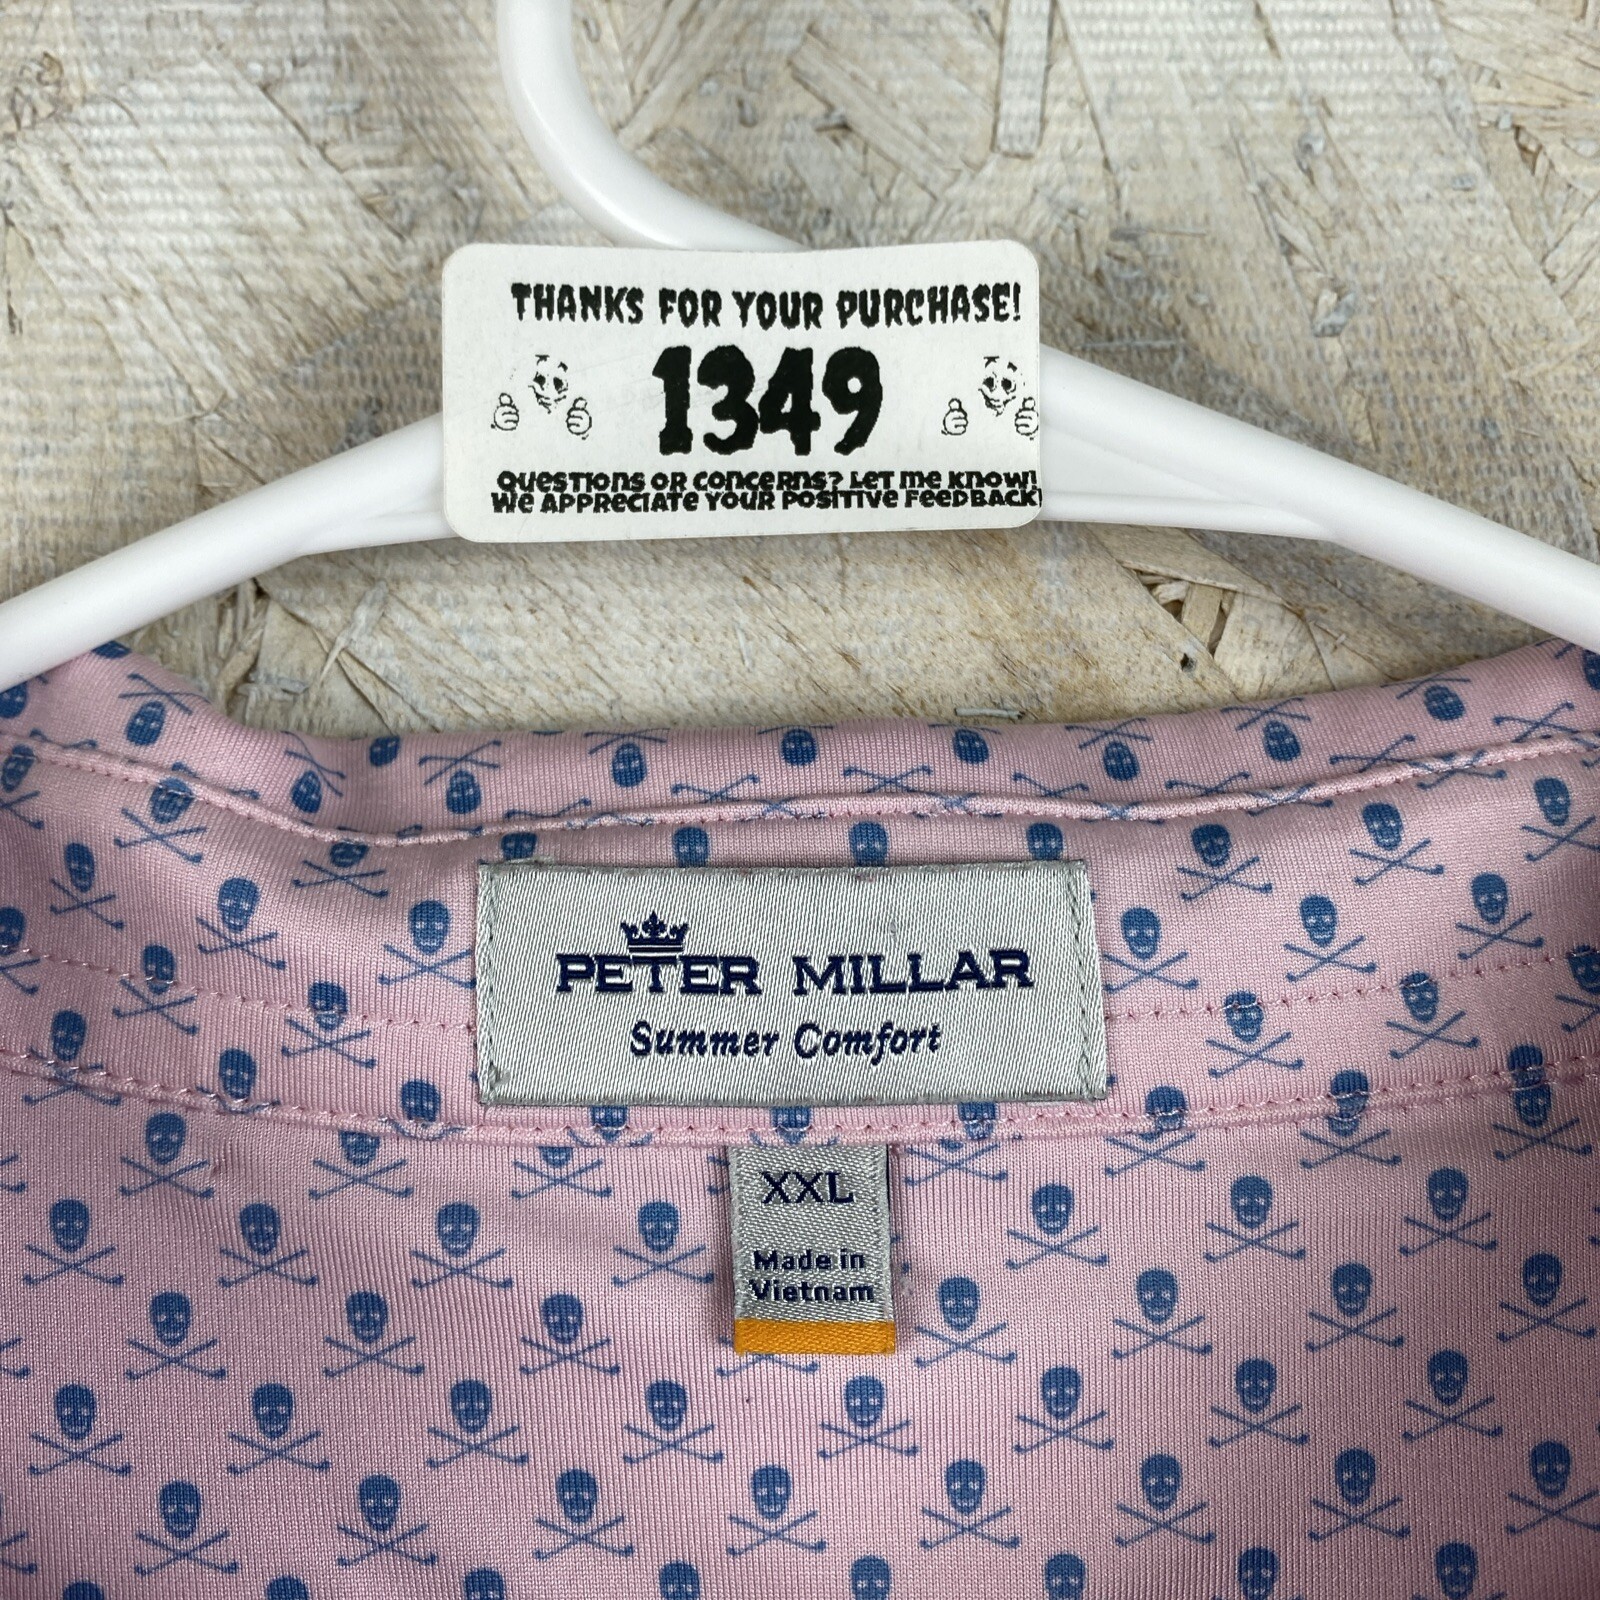 THANKS FOR YOUR PURCHASE!
1349
QUESTIONS OR CONCERNS? LET ME KNOW!
WE APPRECIATE YOUR POSITIVE FEEDBACK!
PETER MILLAR
Summer Comfort
XXL
Made in
Vietnam